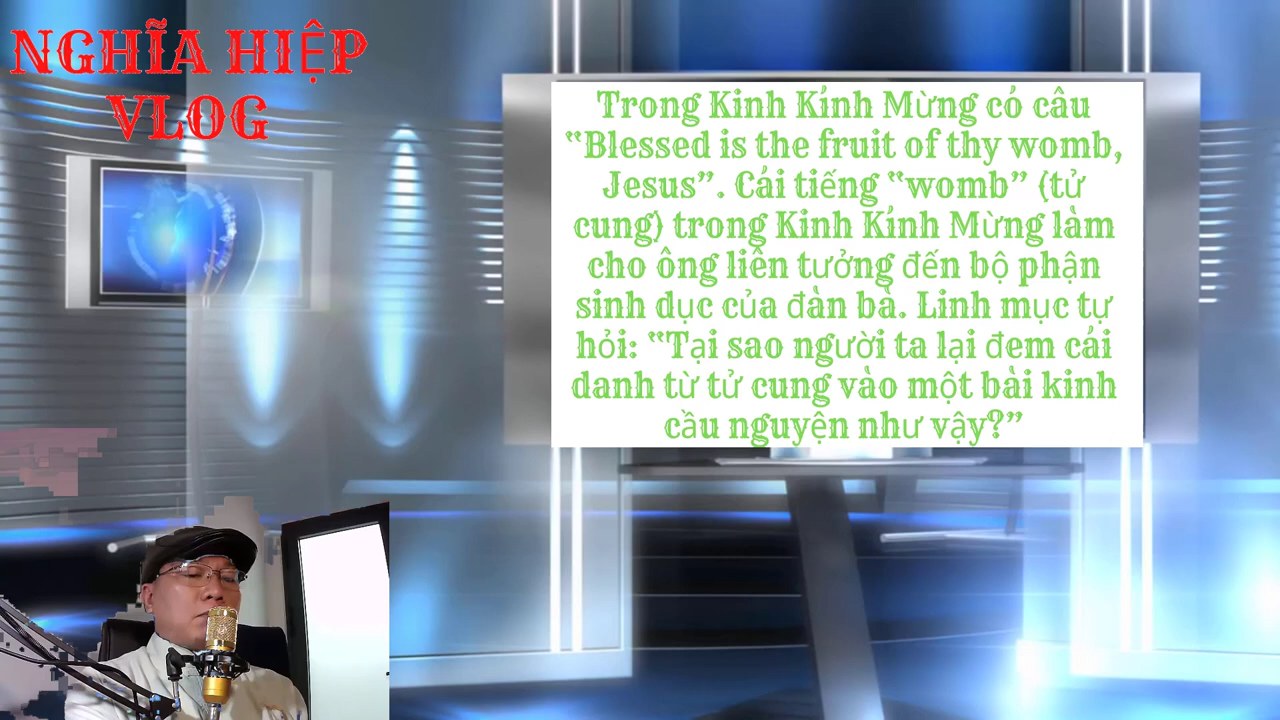 NGHĨA HIỆP
VLOG
Trong Kinh Kính Mừng có câu
“Blessed is the fruit of thy womb,
Jesus”. Cái tiếng “womb” (tử
cung) trong Kinh Kính Mừng làm
cho ông liên tưởng đến bộ phận
sinh dục của đàn bà. Linh mục tự
hỏi: “Tại sao người ta lại đem cái
danh từ tử cung vào một bài kinh
cầu nguyện như vậy?”